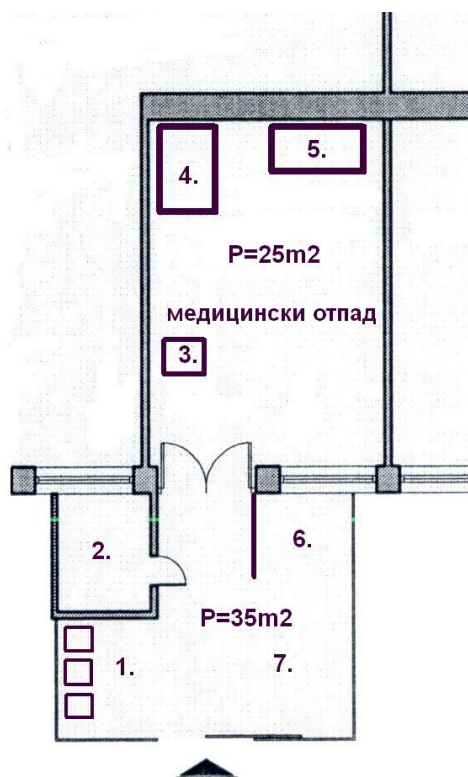 4.
5.
P=25m2
медицински отпад
3.
2.
6.
P=35m2
1.
7.